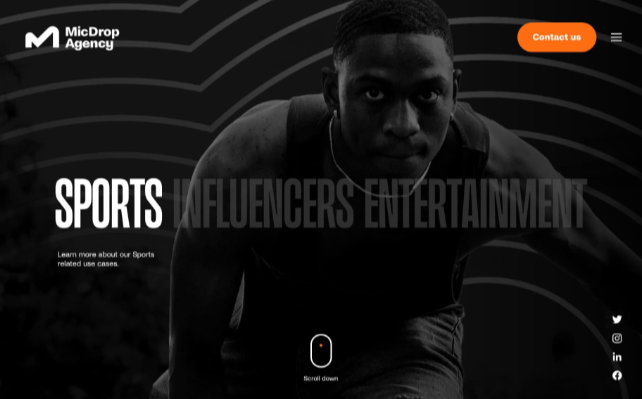 MicDrop
Agency
Contact us
SPORTS INFLUENCERS ENTERTAINMENT
Learn more about our Sports
related use cases.
Scroll down